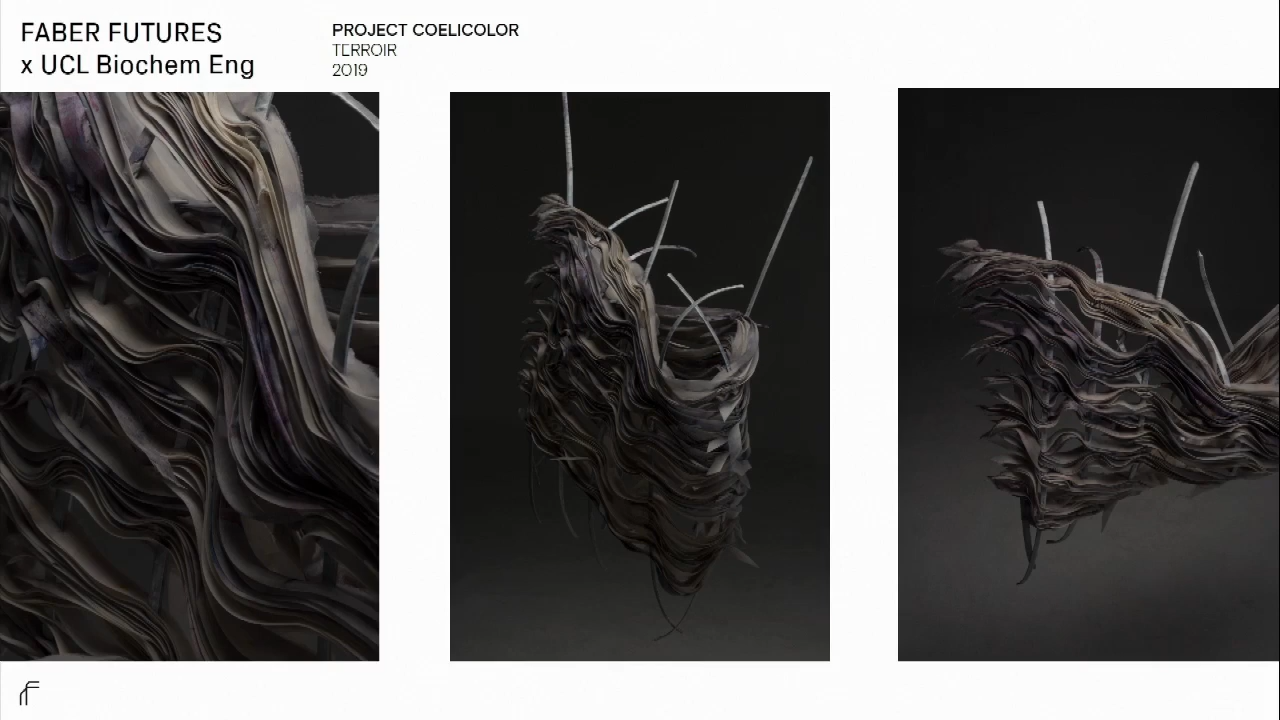 FABER FUTURES
x UCL Biochem Eng
PROJECT COELICOLOR
TERROIR
2019